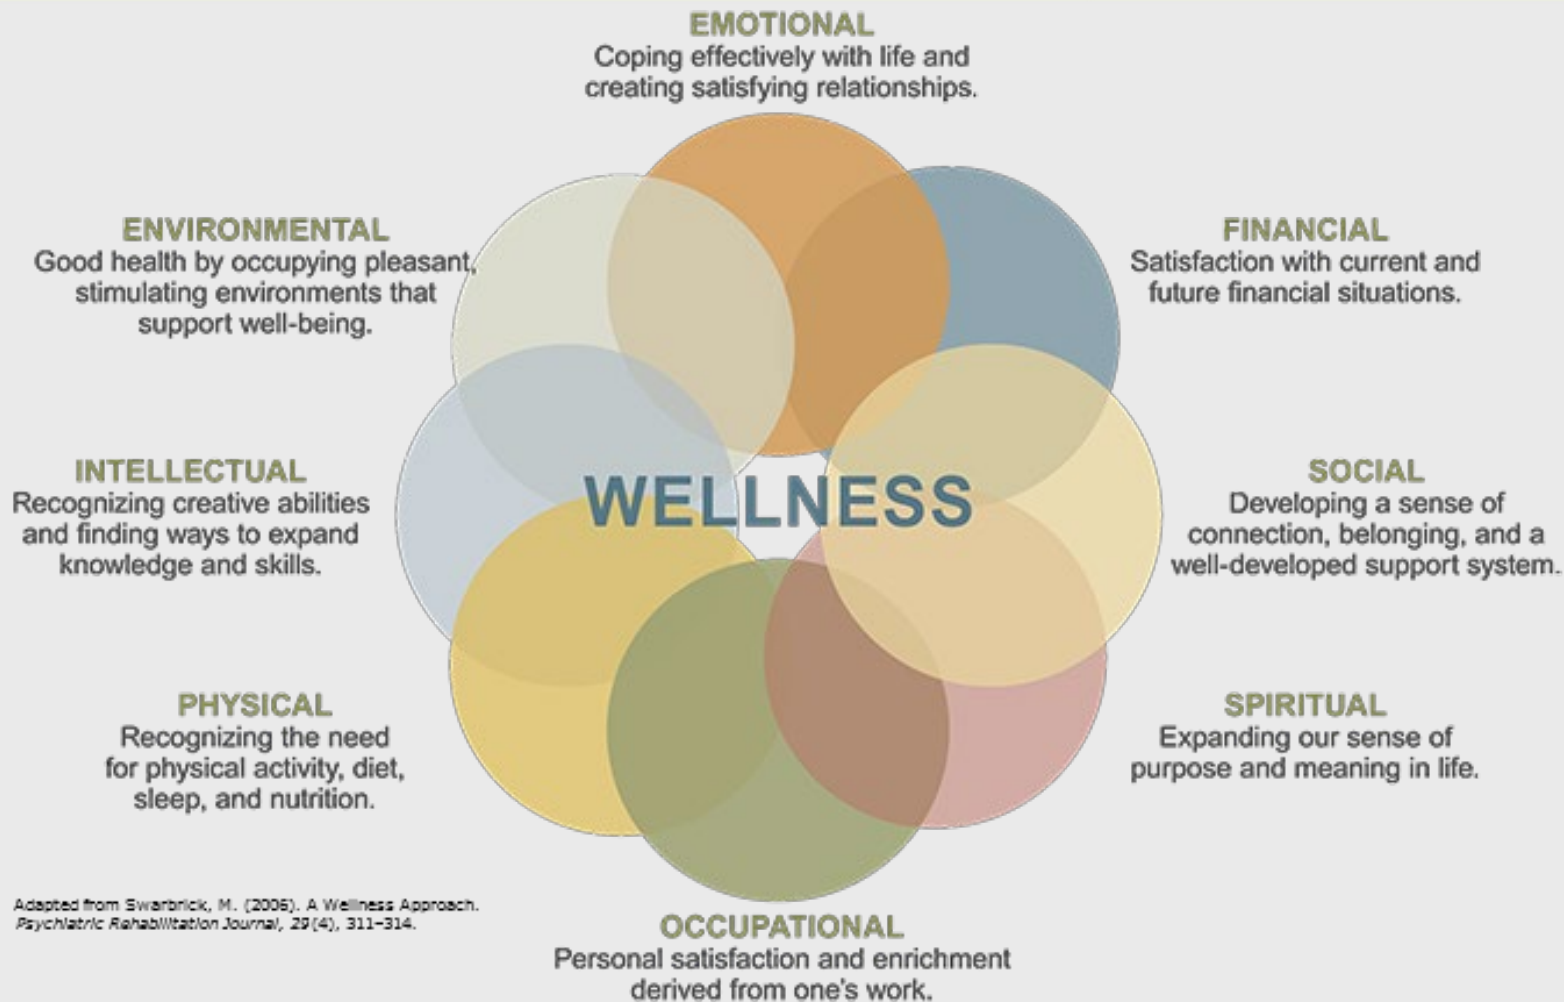 EMOTIONAL
Coping effectively with life and
creating satisfying relationships.
ENVIRONMENTAL
Good health by occupying pleasant,
stimulating environments that
support well-being.
FINANCIAL
Satisfaction with current and
future financial situations.
INTELLECTUAL
Recognizing creative abilities
and finding ways to expand
knowledge and skills.
WELLNESS
SOCIAL
Developing a sense of
connection, belonging, and a
well-developed support system.
PHYSICAL
Recognizing the need
for physical activity, diet,
sleep, and nutrition.
SPIRITUAL
Expanding our sense of
purpose and meaning in life.
Adapted from Swarbrick, M. (2006). A Wellness Approach.
Psychiatric Rehabilitation Journal, 29(4), 311–314.
OCCUPATIONAL
Personal satisfaction and enrichment
derived from one's work.